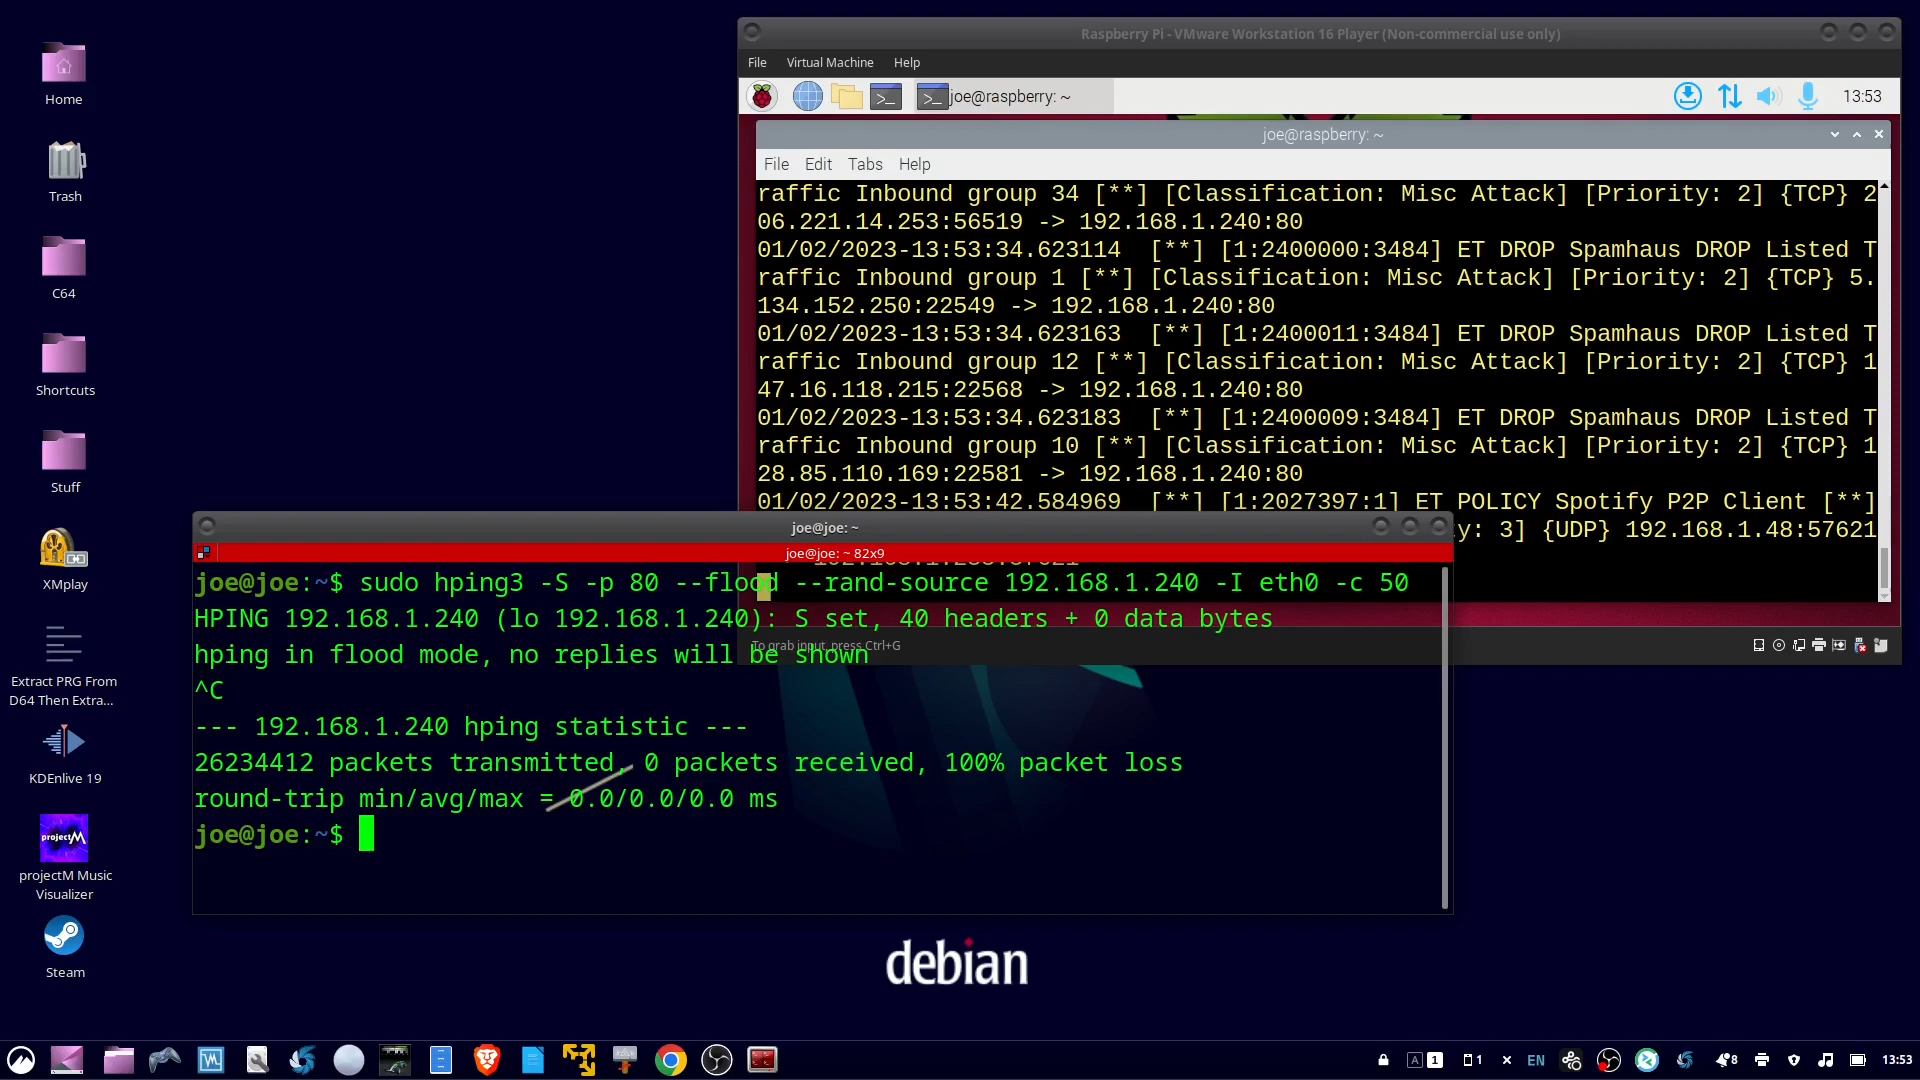 Home
Trash
C64
Shortcuts
Stuff
XMplay
Extract PRG From
D64 Then Extra...
KDEnlive 19
projectM
projectM Music
Visualizer
Steam
Raspberry Pi - VMware Workstation 16 Player (Non-commercial use only)
File Virtual Machine Help
joe@raspberry: ~
13:53
joe@raspberry: ~
File Edit Tabs Help
raffic Inbound group 34 [**] [Classification: Misc Attack] [Priority: 2] {TCP} 2
06.221.14.253:56519 -> 192.168.1.240:80
01/02/2023-13:53:34.623114  [**] [1:2400000:3484] ET DROP Spamhaus DROP Listed T
raffic Inbound group 1 [**] [Classification: Misc Attack] [Priority: 2] {TCP} 5.
134.152.250:22549 -> 192.168.1.240:80
01/02/2023-13:53:34.623163  [**] [1:2400011:3484] ET DROP Spamhaus DROP Listed T
raffic Inbound group 12 [**] [Classification: Misc Attack] [Priority: 2] {TCP} 1
47.16.118.215:22568 -> 192.168.1.240:80
01/02/2023-13:53:34.623183  [**] [1:2400009:3484] ET DROP Spamhaus DROP Listed T
raffic Inbound group 10 [**] [Classification: Misc Attack] [Priority: 2] {TCP} 1
28.85.110.169:22581 -> 192.168.1.240:80
01/02/2023-13:53:42.584969  [**] [1:2027397:1] ET POLICY Spotify P2P Client [**]
y: 3] {UDP} 192.168.1.48:57621
To grab input, press Ctrl+G
joe@joe: ~
joe@joe: ~ 82x9
joe@joe:~$ sudo hping3 -S -p 80 --flood --rand-source 192.168.1.240 -I eth0 -c 50
HPING 192.168.1.240 (lo 192.168.1.240): S set, 40 headers + 0 data bytes
hping in flood mode, no replies will be shown
^C
--- 192.168.1.240 hping statistic ---
26234412 packets transmitted, 0 packets received, 100% packet loss
round-trip min/avg/max = 0.0/0.0/0.0 ms
joe@joe:~$
debian
A 1 1 EN 8 13:53